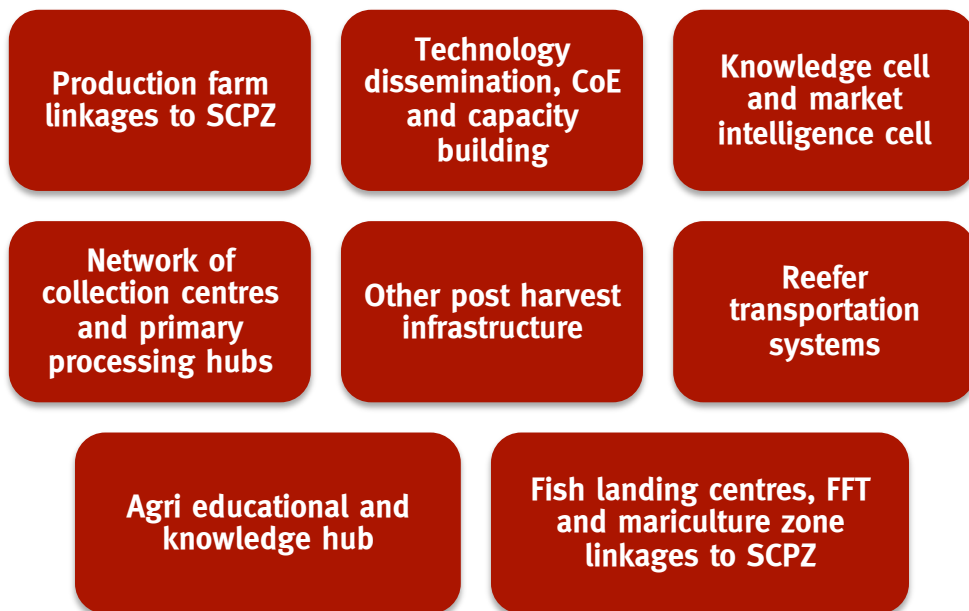 Production farm
linkages to SCPZ
Technology
dissemination, CoE
and capacity
building
Knowledge cell
and market
intelligence cell
Network of
collection centres
and primary
processing hubs
Other post harvest
infrastructure
Reefer
transportation
systems
Agri educational and
knowledge hub
Fish landing centres, FFT
and mariculture zone
linkages to SCPZ